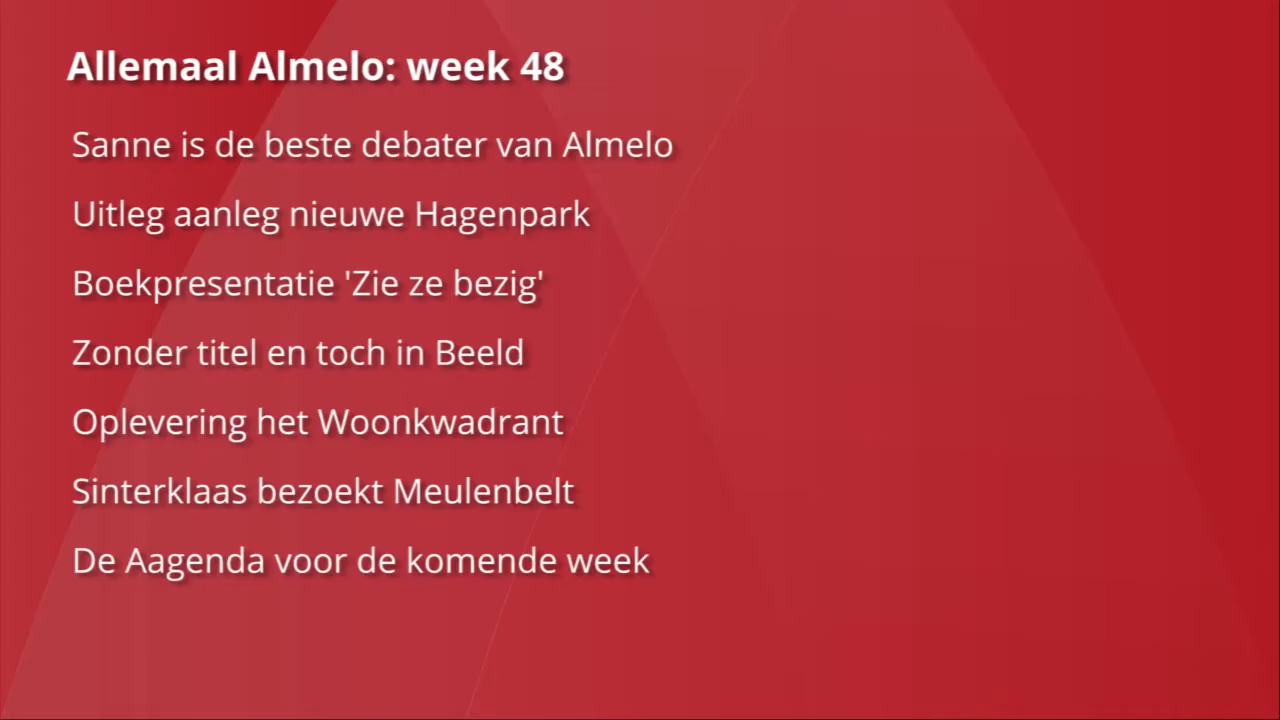 Allemaal Almelo: week 48
Sanne is de beste debater van Almelo
Uitleg aanleg nieuwe Hagenpark
Boekpresentatie 'Zie ze bezig'
Zonder titel en toch in Beeld
Oplevering het Woonkwadrant
Sinterklaas bezoekt Meulenbelt
De Aagenda voor de komende week